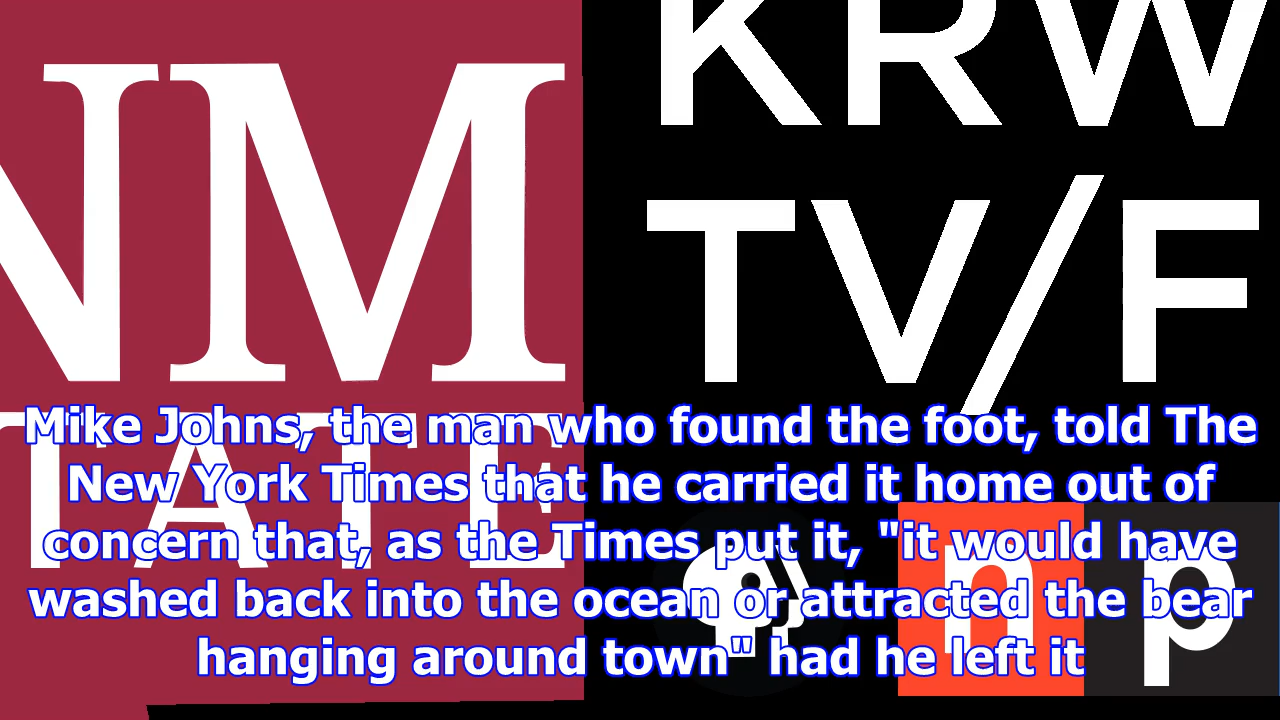 NM
STATE
KRW
TV/F
n p
Mike Johns, the man who found the foot, told The
New York Times that he carried it home out of
concern that, as the Times put it, "it would have
washed back into the ocean or attracted the bear
hanging around town" had he left it